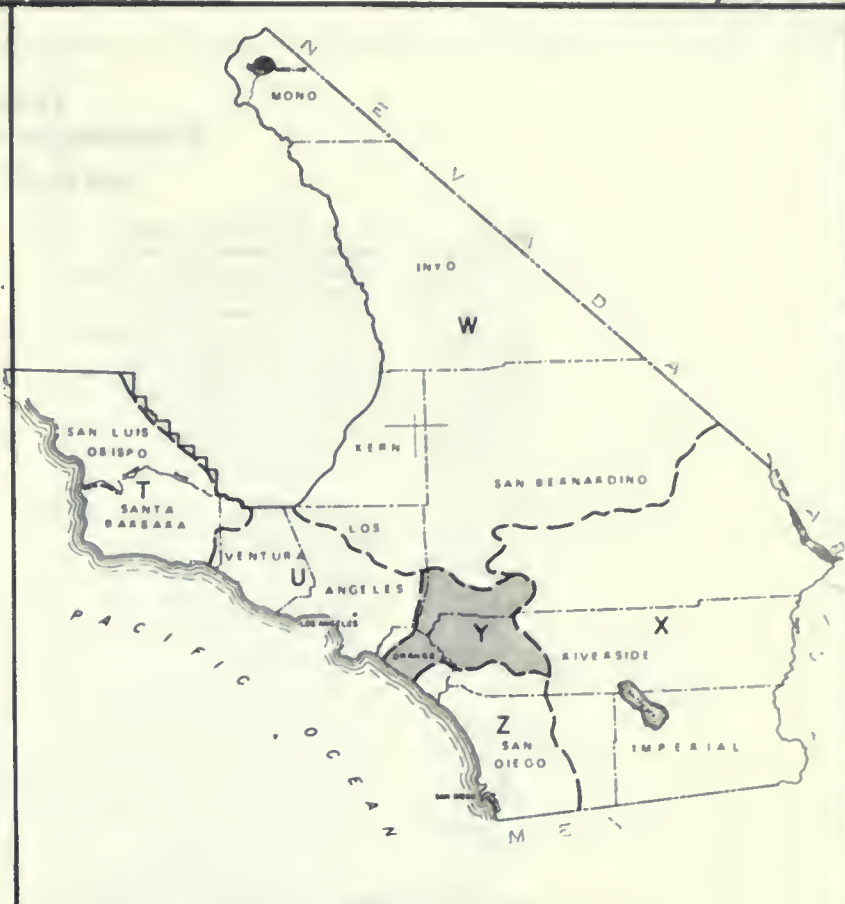 NEVADA
MONO
INYO
W
SAN LUIS
OBISPO
KERN
SAN BERNARDINO
T
SANTA
BARBARA
LOS
ANGELES
VENTURA
U
LOS ANGELES
Y
ORANGE
X
RIVERSIDE
Z
SAN
DIEGO
IMPERIAL
SAN DIEGO
PACIFIC
OCEAN